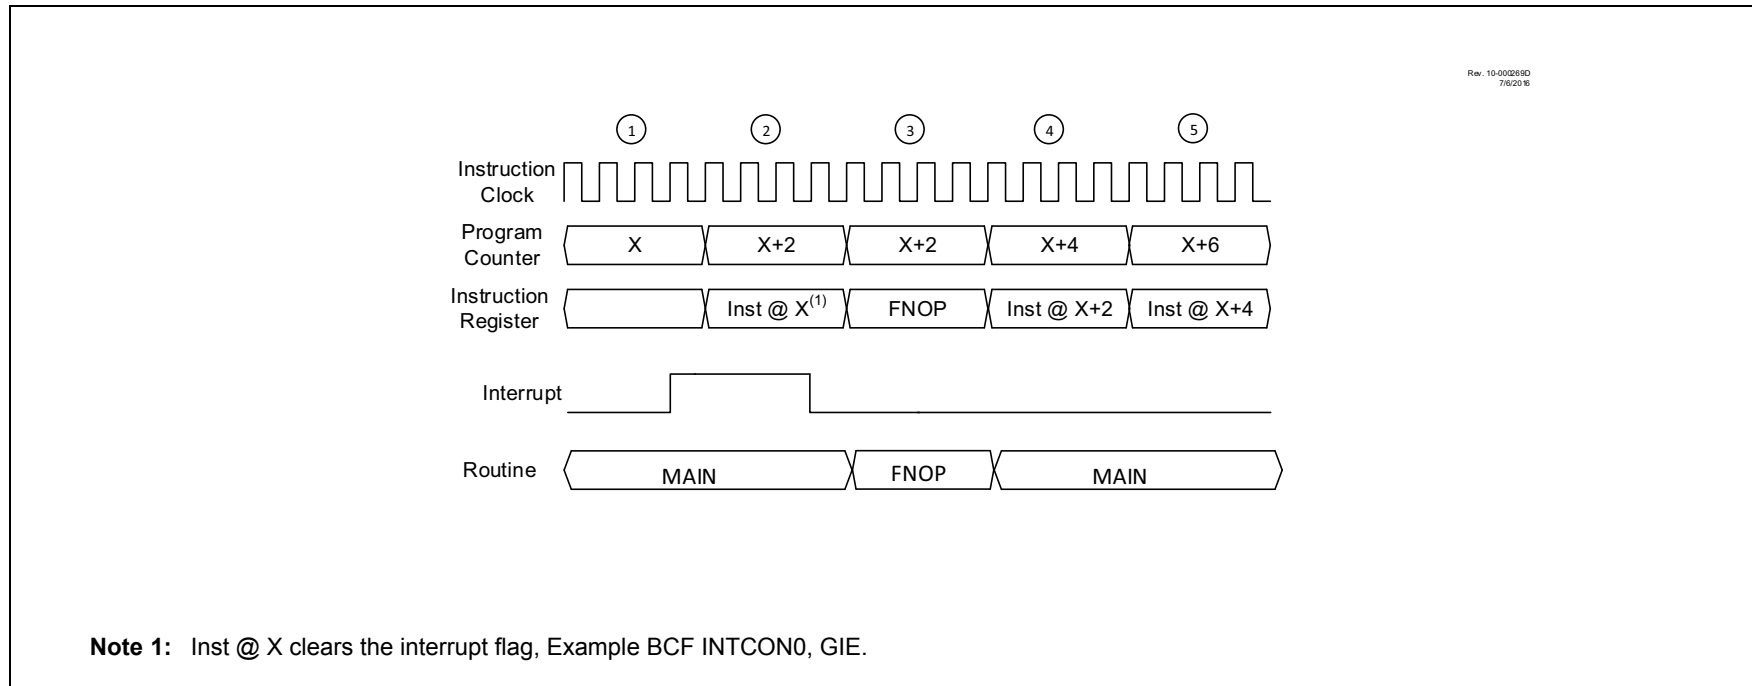 Rev. 10-000269D
7/6/2016
1 2 3 4 5
Instruction
Clock
Program
Counter
X X+2 X+2 X+4 X+6
Instruction
Register
Inst @ X(1) FNOP Inst @ X+2 Inst @ X+4
Interrupt
Routine
MAIN FNOP MAIN
Note 1: Inst @ X clears the interrupt flag, Example BCF INTCON0, GIE.